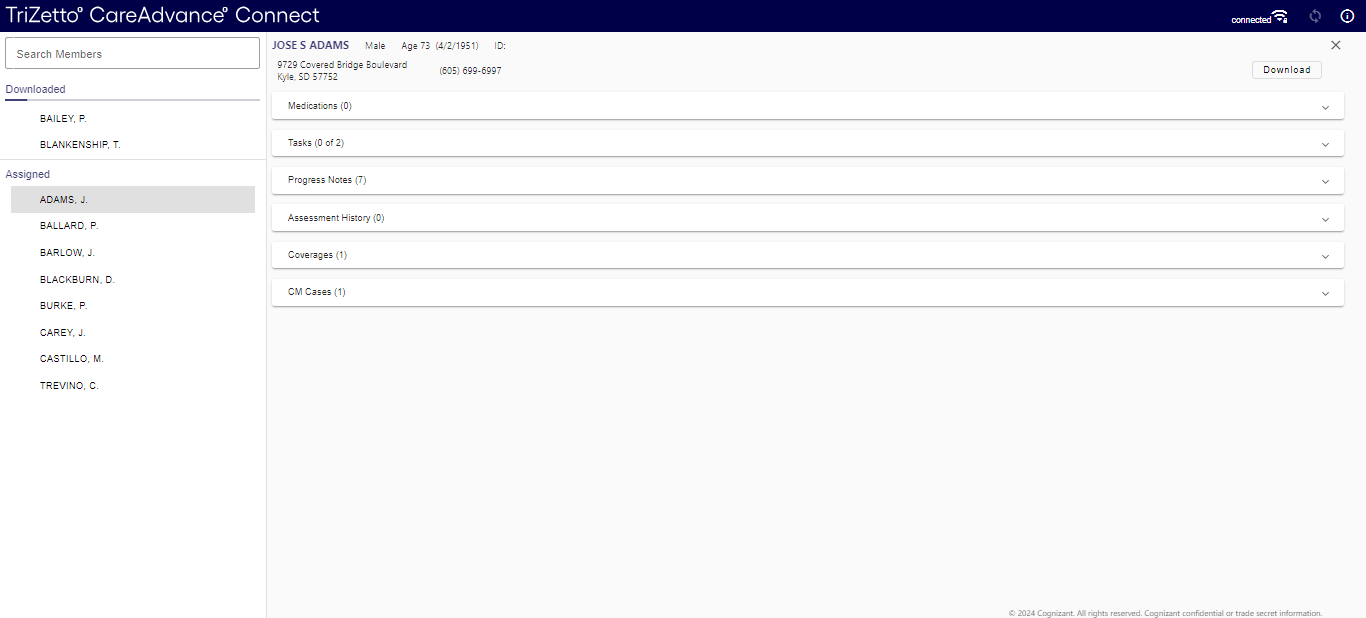 TriZetto® CareAdvance® Connect
connected
Search Members
Downloaded
BAILEY, P.
BLANKENSHIP, T.
Assigned
ADAMS, J.
BALLARD, P.
BARLOW, J.
BLACKBURN, D.
BURKE, P.
CAREY, J.
CASTILLO, M.
TREVINO, C.
JOSE S ADAMS Male Age 73 (4/2/1951) ID:
9729 Covered Bridge Boulevard
Kyle, SD 57752
(605) 699-6997
Download
Medications (0)
Tasks (0 of 2)
Progress Notes (7)
Assessment History (0)
Coverages (1)
CM Cases (1)
© 2024 Cognizant. All rights reserved. Cognizant confidential or trade secret information.